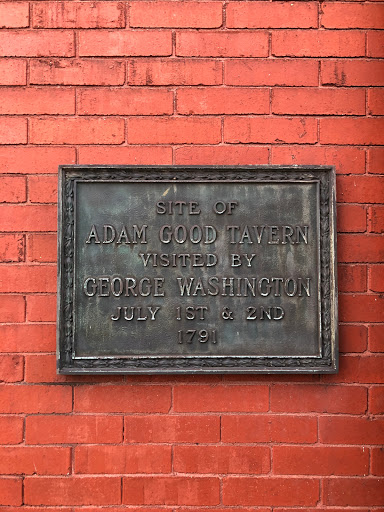 SITE OF
ADAM GOOD TAVERN
VISITED BY
GEORGE WASHINGTON
JULY 1ST & 2ND
1791